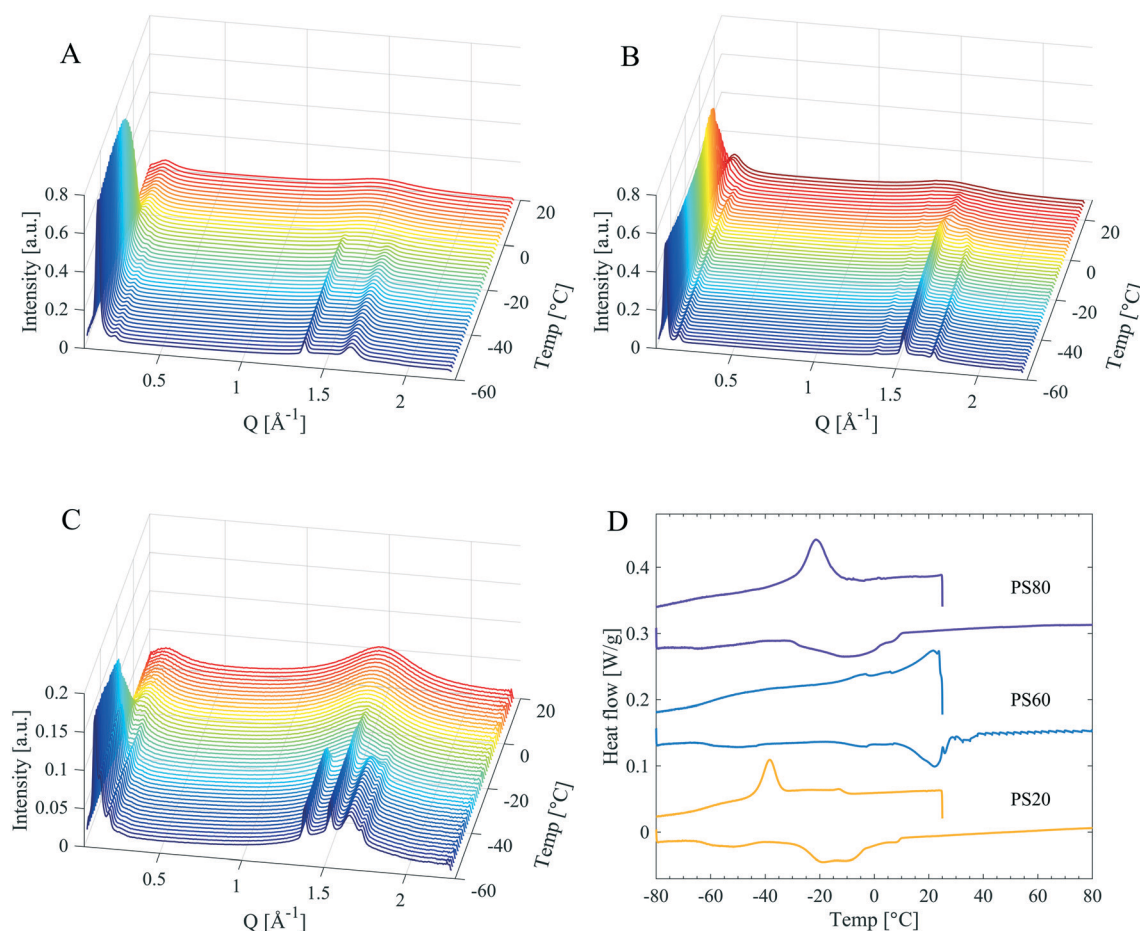 A
0.8
0.6
0.4
0.2
0
Intensity [a.u.]
0.5
1
1.5
2
Q [Å⁻¹]
20
0
-20
-40
-60
Temp [°C]
B
0.8
0.6
0.4
0.2
0
Intensity [a.u.]
0.5
1
1.5
2
Q [Å⁻¹]
20
0
-20
-40
-60
Temp [°C]
C
0.2
0.15
0.1
0.05
0
Intensity [a.u.]
0.5
1
1.5
2
Q [Å⁻¹]
20
0
-20
-40
-60
Temp [°C]
D
0.4
0.3
0.2
0.1
0
Heat flow [W/g]
PS80
PS60
PS20
-80 -60 -40 -20 0 20 40 60 80
Temp [°C]